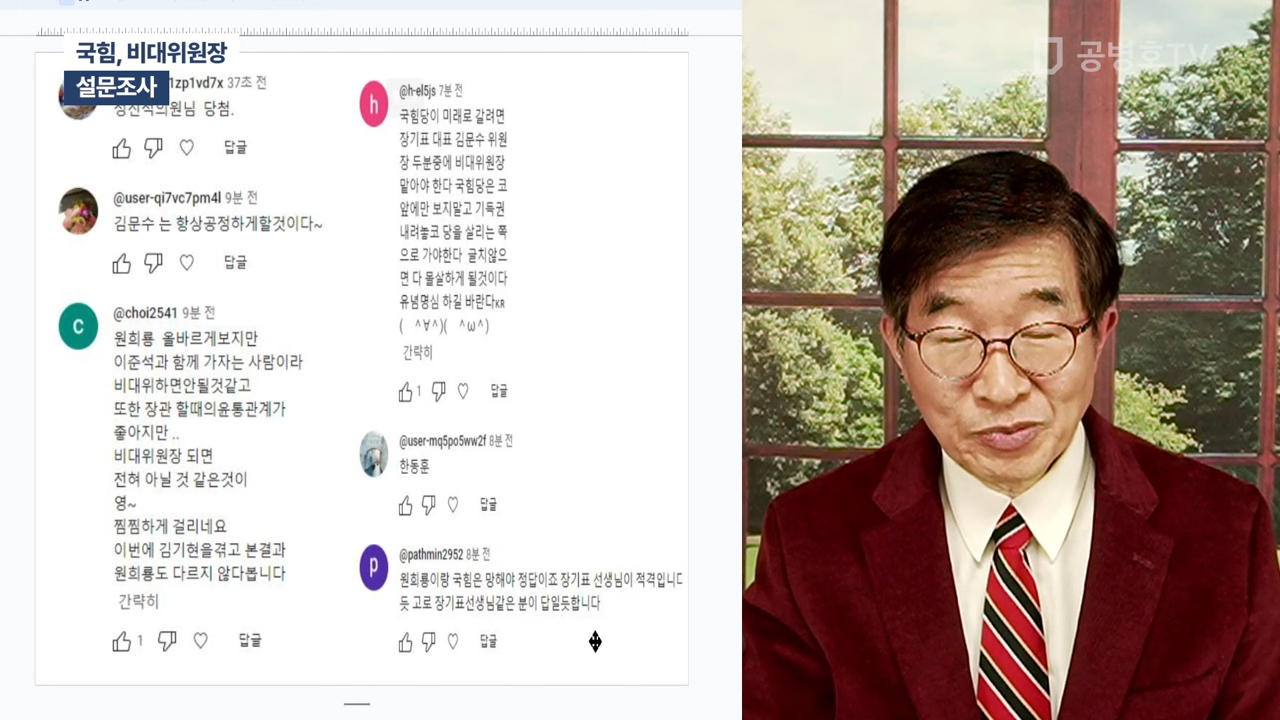 국힘, 비대위원장
설문조사
1zp1vd7x 37초 전
정진석의원님 당첨.
답글
@user-qi7vc7pm4l 9분 전
김문수 는 항상공정하게할것이다~
답글
C
@choi2541 9분 전
원희룡 올바르게보지만
이준석과 함께 가자는 사람이라
비대위하면안될것같고
또한 장관 할때의윤통관계가
좋아지만 ..
비대위원장 되면
전혀 아닐 것 같은것이
영~
찜찜하게 걸리네요
이번에 김기현을겪고 본결과
원희룡도 다르지 않다봅니다
간략히
1
답글
h
@h-el5js 7분 전
국힘당이 미래로 갈려면
장기표 대표 김문수 위원
장 두분중에 비대위원장
맡아야 한다 국힘당은 코
앞에만 보지말고 기득권
내려놓코 당을 살리는 쪽
으로 가야한다 글치않으
면 다 몰살하게 될것이다
유념명심 하길 바란다KR
( ^∀^)( ^ω^)
간략히
1
답글
@user-mq5po5ww2f 8분 전
한동훈
답글
p
@pathmin2952 8분 전
원희룡이랑 국힘은 망해야 정답이죠 장기표 선생님이 적격입니다
듯 고로 장기표선생님같은 분이 답일듯합니다
답글
공병호TV